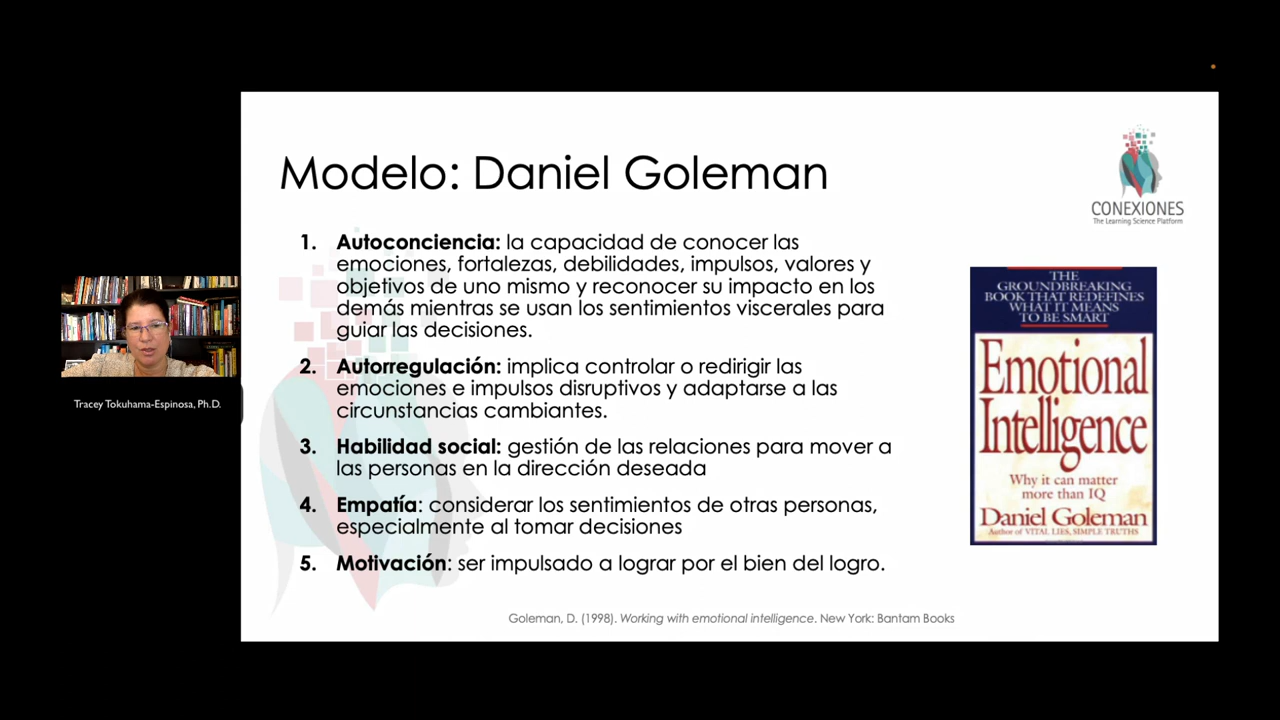 Modelo: Daniel Goleman
CONEXIONES
The Learning Science Platform
1. Autoconciencia: la capacidad de conocer las
emociones, fortalezas, debilidades, impulsos, valores y
objetivos de uno mismo y reconocer su impacto en los
demás mientras se usan los sentimientos viscerales para
guiar las decisiones.
2. Autorregulación: implica controlar o redirigir las
emociones e impulsos disruptivos y adaptarse a las
circunstancias cambiantes.
3. Habilidad social: gestión de las relaciones para mover a
las personas en la dirección deseada
4. Empatía: considerar los sentimientos de otras personas,
especialmente al tomar decisiones
5. Motivación: ser impulsado a lograr por el bien del logro.
THE
GROUNDBREAKING
BOOK THAT REDEFINES
WHAT IT MEANS
TO BE SMART
Emotional
Intelligence
Why it can matter
more than IQ
Daniel Goleman
Author of VITAL LIES, SIMPLE TRUTHS
Goleman, D. (1998). Working with emotional intelligence. New York: Bantam Books
Tracey Tokuhama-Espinosa, Ph.D.